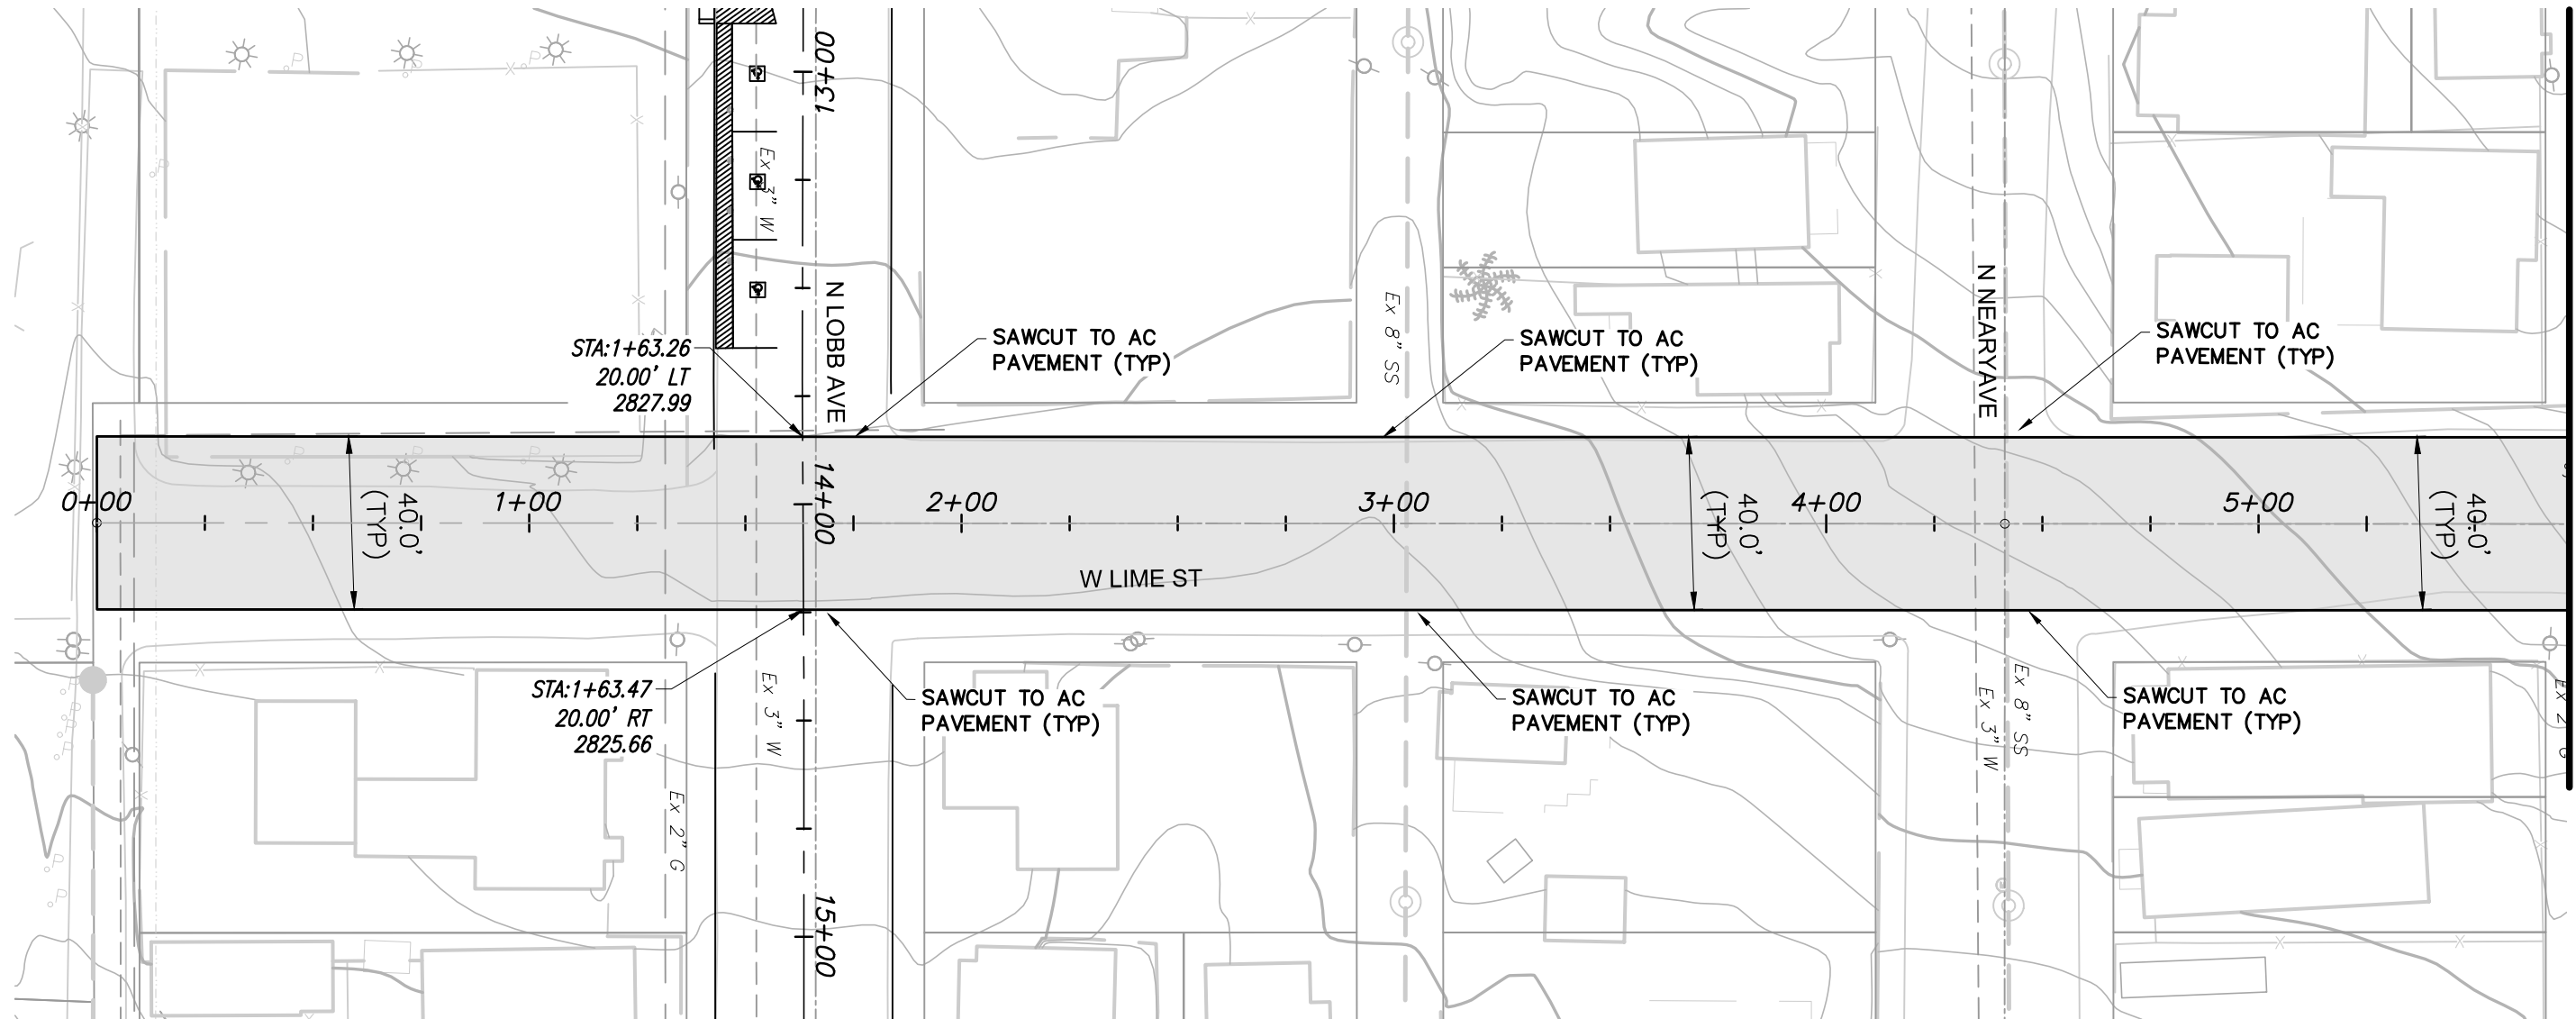 13+00
Ex 3" W
N LOBB AVE
STA:1+63.26
20.00' LT
2827.99
SAWCUT TO AC
PAVEMENT (TYP)
Ex 8" SS
SAWCUT TO AC
PAVEMENT (TYP)
N NEARY AVE
SAWCUT TO AC
PAVEMENT (TYP)
0+00
40.0'
(TYP)
1+00
14+00
2+00
3+00
40.0'
(TYP)
4+00
5+00
40.0'
(TYP)
W LIME ST
STA:1+63.47
20.00' RT
2825.66
Ex 3" W
SAWCUT TO AC
PAVEMENT (TYP)
SAWCUT TO AC
PAVEMENT (TYP)
Ex 3" W
Ex 8" SS
SAWCUT TO AC
PAVEMENT (TYP)
Ex 2" G
15+00